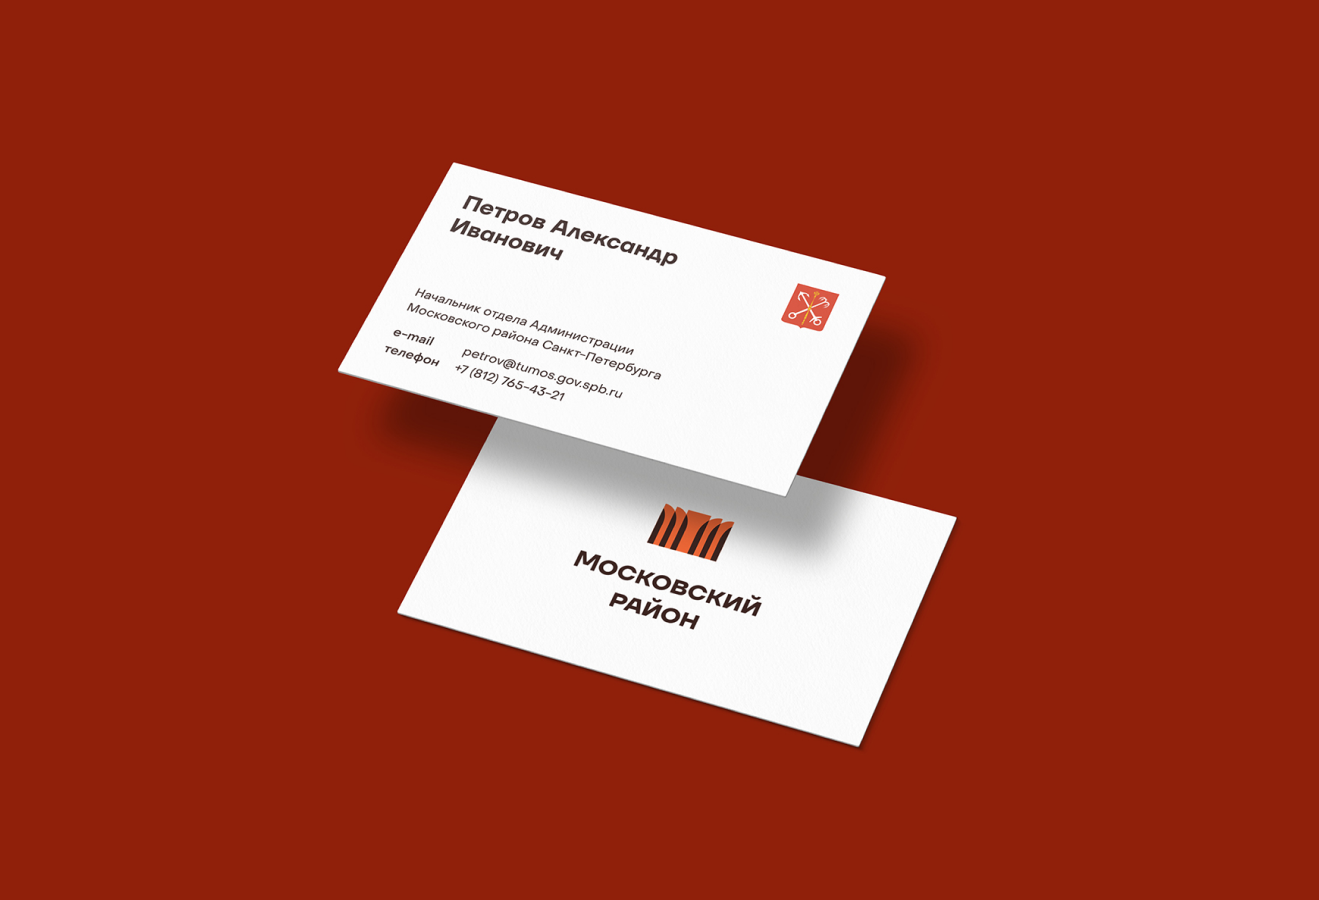 Петров Александр
Иванович
Начальник отдела Администрации
Московского района Санкт-Петербурга
e-mail petrov@tumos.gov.spb.ru
телефон +7 (812) 765-43-21
МОСКОВСКИЙ
РАЙОН